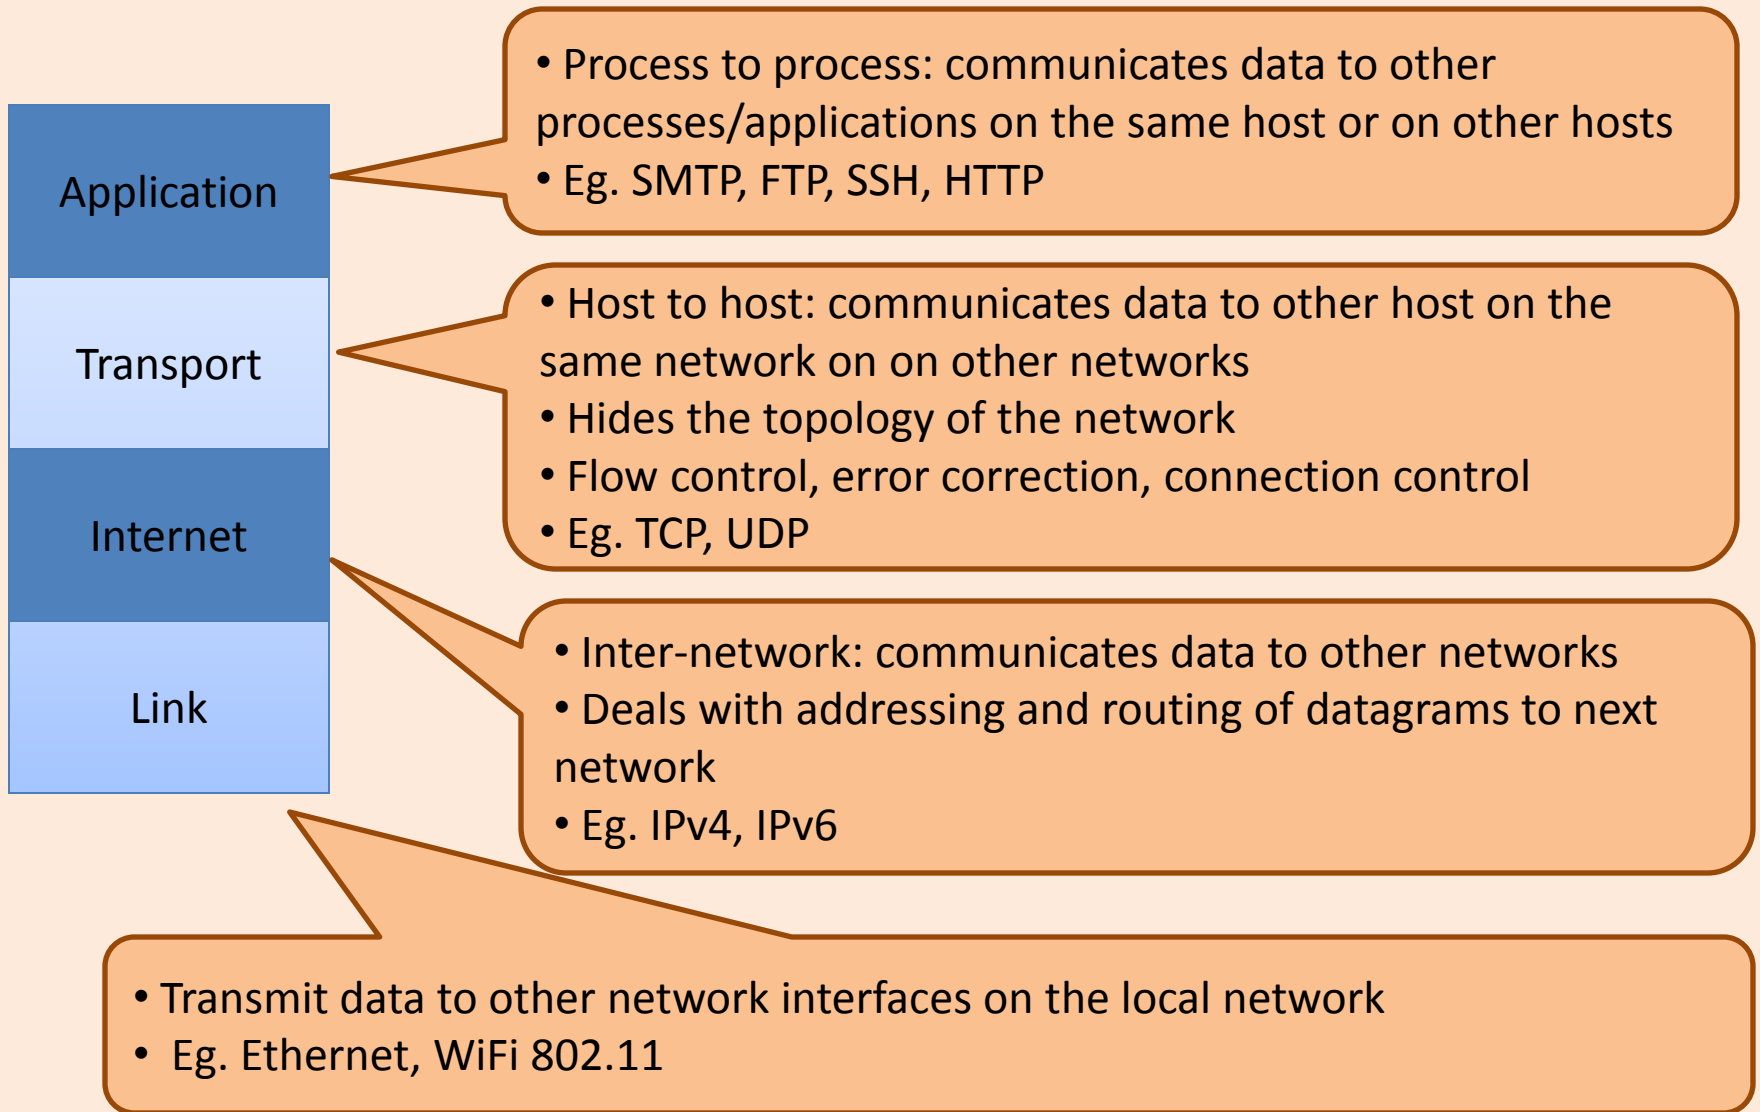 Application
Transport
Internet
Link
• Process to process: communicates data to other
processes/applications on the same host or on other hosts
• Eg. SMTP, FTP, SSH, HTTP
• Host to host: communicates data to other host on the
same network on on other networks
• Hides the topology of the network
• Flow control, error correction, connection control
• Eg. TCP, UDP
• Inter-network: communicates data to other networks
• Deals with addressing and routing of datagrams to next
network
• Eg. IPv4, IPv6
• Transmit data to other network interfaces on the local network
• Eg. Ethernet, WiFi 802.11